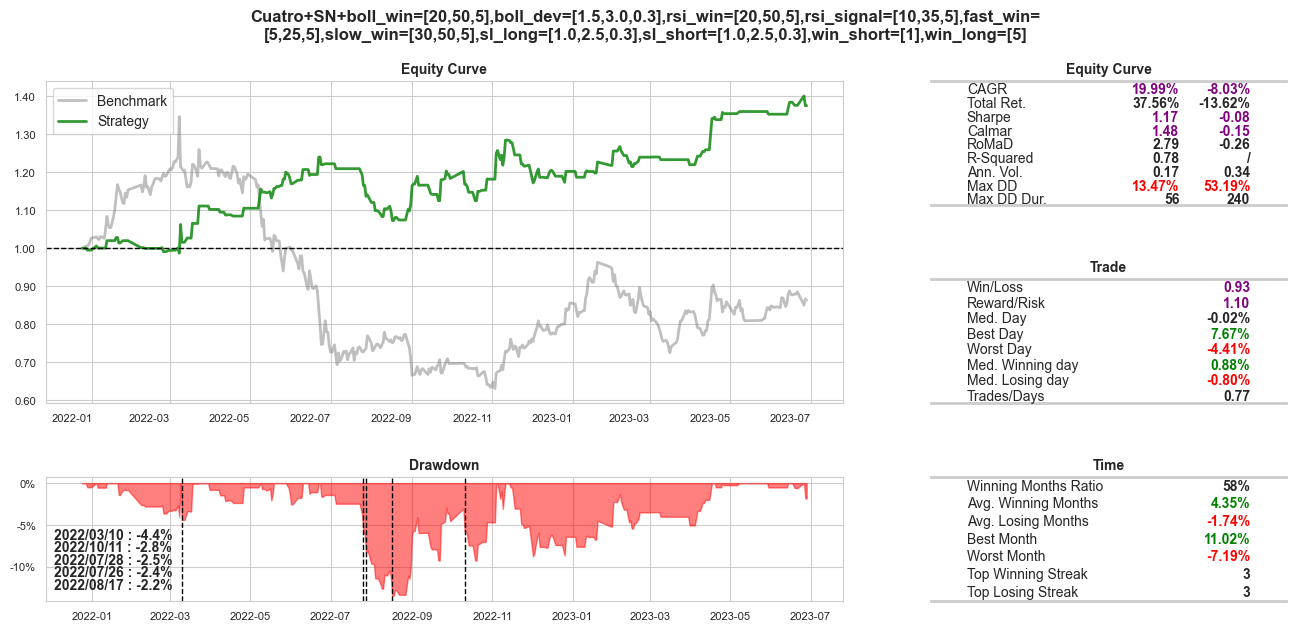 Cuatro+SN+boll_win=[20,50,5],boll_dev=[1.5,3.0,0.3],rsi_win=[20,50,5],rsi_signal=[10,35,5],fast_win=
[5,25,5],slow_win=[30,50,5],sl_long=[1.0,2.5,0.3],sl_short=[1.0,2.5,0.3],win_short=[1],win_long=[5]
Equity Curve
Benchmark
Strategy
1.40
1.30
1.20
1.10
1.00
0.90
0.80
0.70
0.60
2022-01 2022-03 2022-05 2022-07 2022-09 2022-11 2023-01 2023-03 2023-05 2023-07
Equity Curve
CAGR 19.99% -8.03%
Total Ret. 37.56% -13.62%
Sharpe 1.17 -0.08
Calmar 1.48 -0.15
RoMaD 2.79 -0.26
R-Squared 0.78 /
Ann. Vol. 0.17 0.34
Max DD 13.47% 53.19%
Max DD Dur. 56 240
Trade
Win/Loss 0.93
Reward/Risk 1.10
Med. Day -0.02%
Best Day 7.67%
Worst Day -4.41%
Med. Winning day 0.88%
Med. Losing day -0.80%
Trades/Days 0.77
Drawdown
0%
-5%
-10%
2022/03/10 : -4.4%
2022/10/11 : -2.8%
2022/07/28 : -2.5%
2022/07/26 : -2.4%
2022/08/17 : -2.2%
2022-01 2022-03 2022-05 2022-07 2022-09 2022-11 2023-01 2023-03 2023-05 2023-07
Time
Winning Months Ratio 58%
Avg. Winning Months 4.35%
Avg. Losing Months -1.74%
Best Month 11.02%
Worst Month -7.19%
Top Winning Streak 3
Top Losing Streak 3